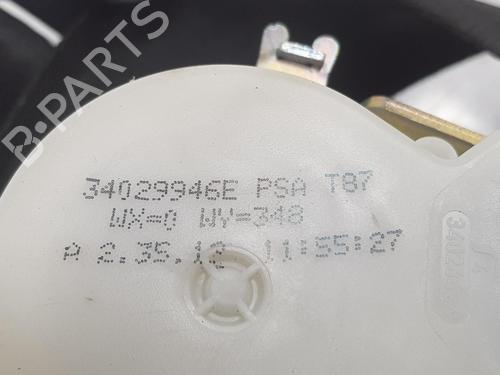 B-PARTS
34029946E PSA T87
WX=0 WY=348
A 2.35.12 11:55:27